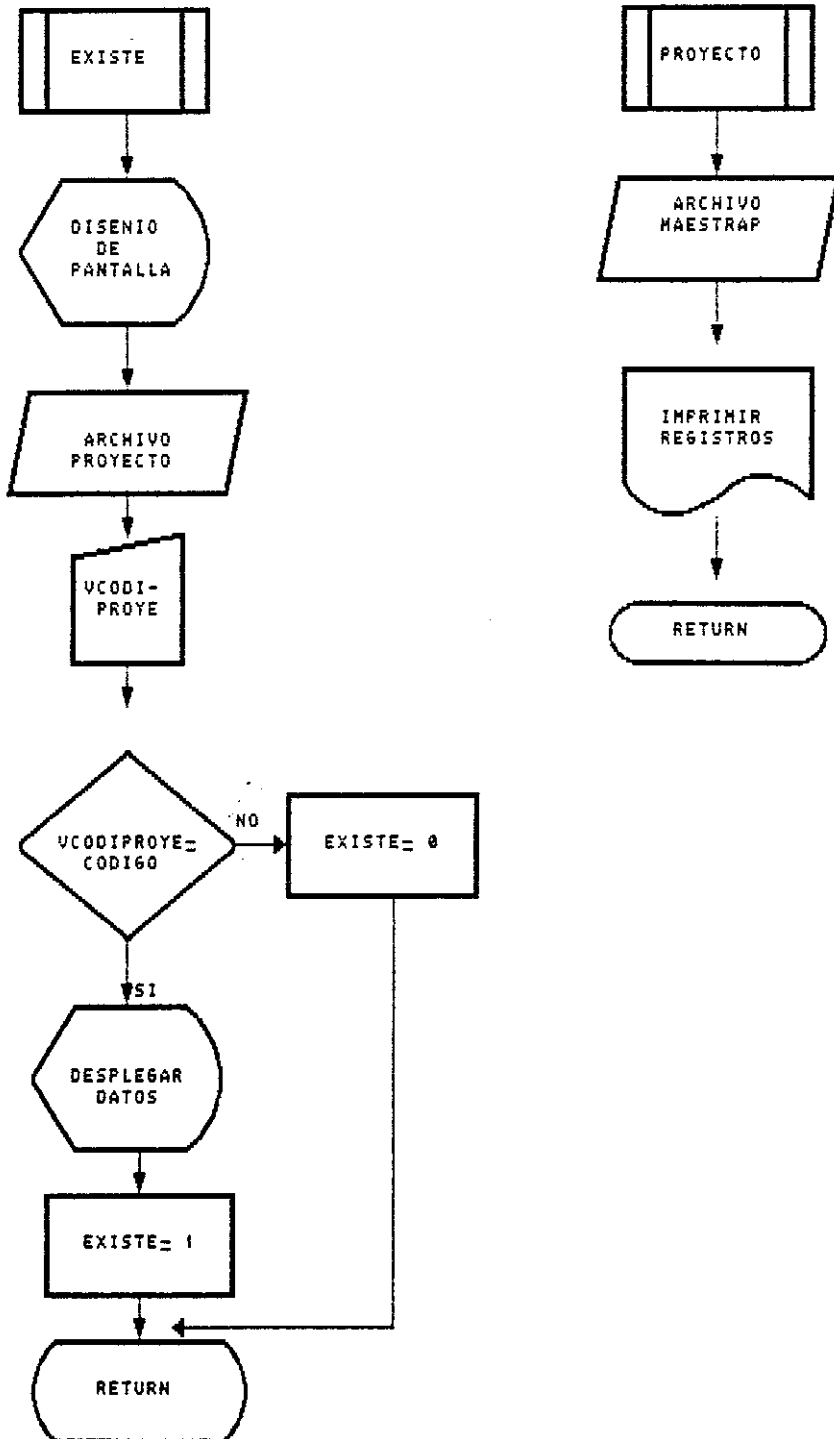 EXISTE
DISENIO
DE
PANTALLA
ARCHIVO
PROYECTO
VCODI-
PROYE
VCODIPROYE=
CODIGO
NO
EXISTE= 0
SI
DESPLEGAR
DATOS
EXISTE= 1
RETURN
PROYECTO
ARCHIVO
MAESTRAP
IMPRIMIR
REGISTROS
RETURN